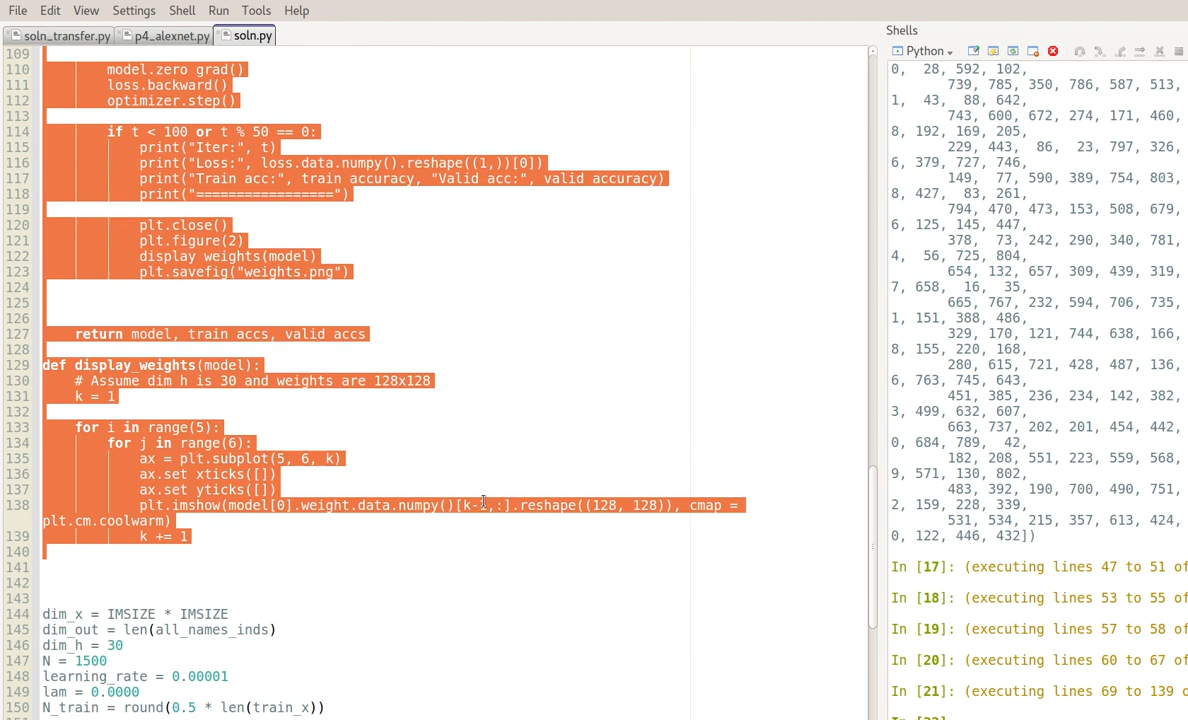 File Edit View Settings Shell Run Tools Help
soln_transfer.py p4_alexnet.py soln.py
109
110 model.zero grad()
111 loss.backward()
112 optimizer.step()
113
114 if t < 100 or t % 50 == 0:
115 print("Iter:", t)
116 print("Loss:", loss.data.numpy().reshape((1,))[0])
117 print("Train acc:", train accuracy, "Valid acc:", valid accuracy)
118 print("=================")
119
120 plt.close()
121 plt.figure(2)
122 display weights(model)
123 plt.savefig("weights.png")
124
125
126
127 return model, train accs, valid accs
128
129 def display_weights(model):
130 # Assume dim h is 30 and weights are 128x128
131 k = 1
132
133 for i in range(5):
134 for j in range(6):
135 ax = plt.subplot(5, 6, k)
136 ax.set xticks([])
137 ax.set yticks([])
138 plt.imshow(model[0].weight.data.numpy()[k-1,:].reshape((128, 128)), cmap =
plt.cm.coolwarm)
139 k += 1
140
141
142
143
144 dim_x = IMSIZE * IMSIZE
145 dim_out = len(all_names_inds)
146 dim_h = 30
147 N = 1500
148 learning_rate = 0.00001
149 lam = 0.0000
150 N_train = round(0.5 * len(train_x))
Shells
Python
0, 28, 592, 102,
739, 785, 350, 786, 587, 513,
1, 43, 88, 642,
743, 600, 672, 274, 171, 460,
8, 192, 169, 205,
229, 443, 86, 23, 797, 326,
6, 379, 727, 746,
149, 77, 590, 389, 754, 803,
8, 427, 83, 261,
794, 470, 473, 153, 508, 679,
6, 125, 145, 447,
378, 73, 242, 290, 340, 781,
4, 56, 725, 804,
654, 132, 657, 309, 439, 319,
7, 658, 16, 35,
665, 767, 232, 594, 706, 735,
1, 151, 388, 486,
329, 170, 121, 744, 638, 166,
8, 155, 220, 168,
280, 615, 721, 428, 487, 136,
6, 763, 745, 643,
451, 385, 236, 234, 142, 382,
3, 499, 632, 607,
663, 737, 202, 201, 454, 442,
0, 684, 789, 42,
182, 208, 551, 223, 559, 568,
9, 571, 130, 802,
483, 392, 190, 700, 490, 751,
2, 159, 228, 339,
531, 534, 215, 357, 613, 424,
0, 122, 446, 432])
In [17]: (executing lines 47 to 51 of
In [18]: (executing lines 53 to 55 of
In [19]: (executing lines 57 to 58 of
In [20]: (executing lines 60 to 67 of
In [21]: (executing lines 69 to 139 o